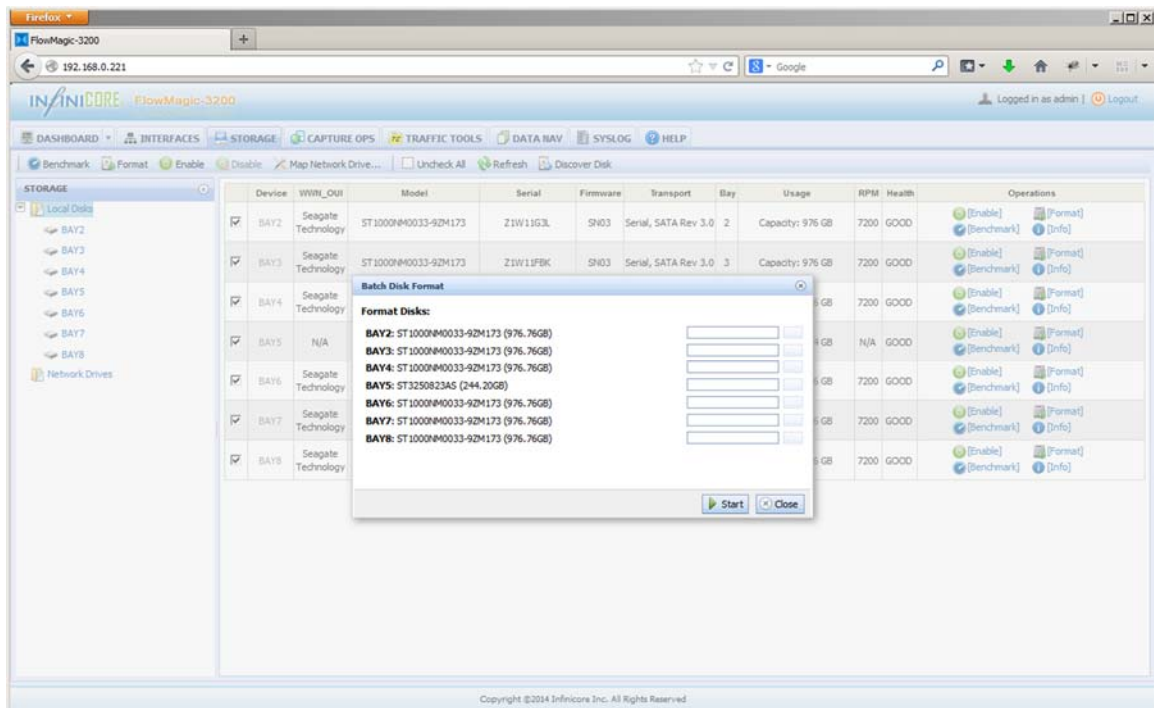 Firefox
FlowMagic-3200
192.168.0.221
Google
INFINICORE FlowMagic-3200
Logged in as admin | Logout
DASHBOARD INTERFACES STORAGE CAPTURE OPS TRAFFIC TOOLS DATA NAV SYSLOG HELP
Benchmark Format Enable Disable Map Network Drive... Uncheck All Refresh Discover Disk
STORAGE
Local Disks
BAY2
BAY3
BAY4
BAY5
BAY6
BAY7
BAY8
Network Drives
Device WWN_OUI Model Serial Firmware Transport Bay Usage RPM Health Operations
BAY2 Seagate Technology ST1000NM0033-9ZM173 Z1W11G3L SN03 Serial, SATA Rev 3.0 2 Capacity: 976 GB 7200 GOOD [Enable] [Format] [Benchmark] [Info]
BAY3 Seagate Technology ST1000NM0033-9ZM173 Z1W11FBK SN03 Serial, SATA Rev 3.0 3 Capacity: 976 GB 7200 GOOD [Enable] [Format] [Benchmark] [Info]
BAY4 Seagate Technology 6 GB 7200 GOOD [Enable] [Format] [Benchmark] [Info]
BAY5 N/A GB N/A GOOD [Enable] [Format] [Benchmark] [Info]
BAY6 Seagate Technology 6 GB 7200 GOOD [Enable] [Format] [Benchmark] [Info]
BAY7 Seagate Technology 6 GB 7200 GOOD [Enable] [Format] [Benchmark] [Info]
BAY8 Seagate Technology 6 GB 7200 GOOD [Enable] [Format] [Benchmark] [Info]
Batch Disk Format
Format Disks:
BAY2: ST1000NM0033-9ZM173 (976.76GB)
BAY3: ST1000NM0033-9ZM173 (976.76GB)
BAY4: ST1000NM0033-9ZM173 (976.76GB)
BAY5: ST3250823AS (244.20GB)
BAY6: ST1000NM0033-9ZM173 (976.76GB)
BAY7: ST1000NM0033-9ZM173 (976.76GB)
BAY8: ST1000NM0033-9ZM173 (976.76GB)
Start Close
Copyright ©2014 Infinicore Inc. All Rights Reserved